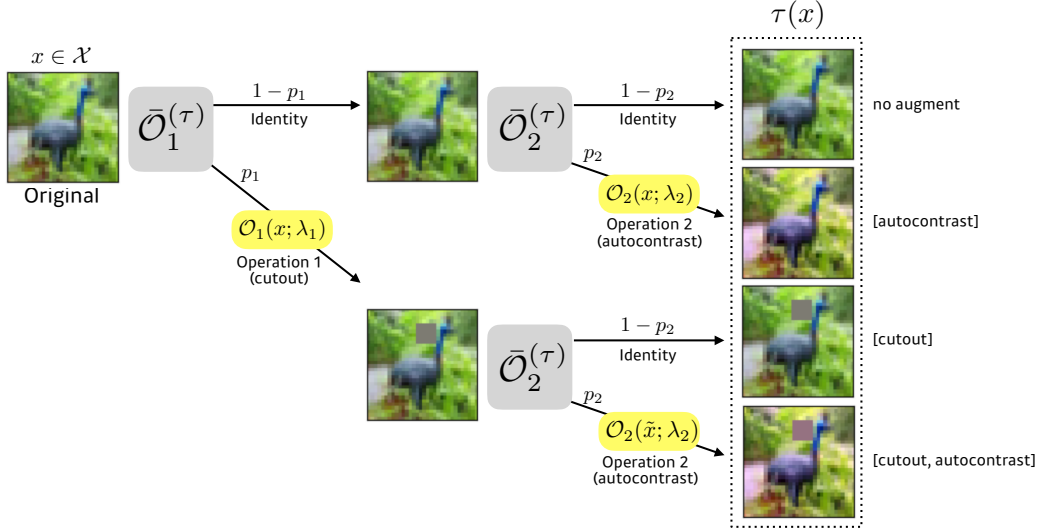 τ(x)
x ∈ 𝒳
Original
𝒪̄₁^(τ)
1 − p₁
Identity
𝒪̄₂^(τ)
1 − p₂
Identity
no augment
p₁
𝒪₁(x; λ₁)
Operation 1
(cutout)
p₂
𝒪₂(x; λ₂)
Operation 2
(autocontrast)
[autocontrast]
𝒪̄₂^(τ)
1 − p₂
Identity
[cutout]
p₂
𝒪₂(x̃; λ₂)
Operation 2
(autocontrast)
[cutout, autocontrast]